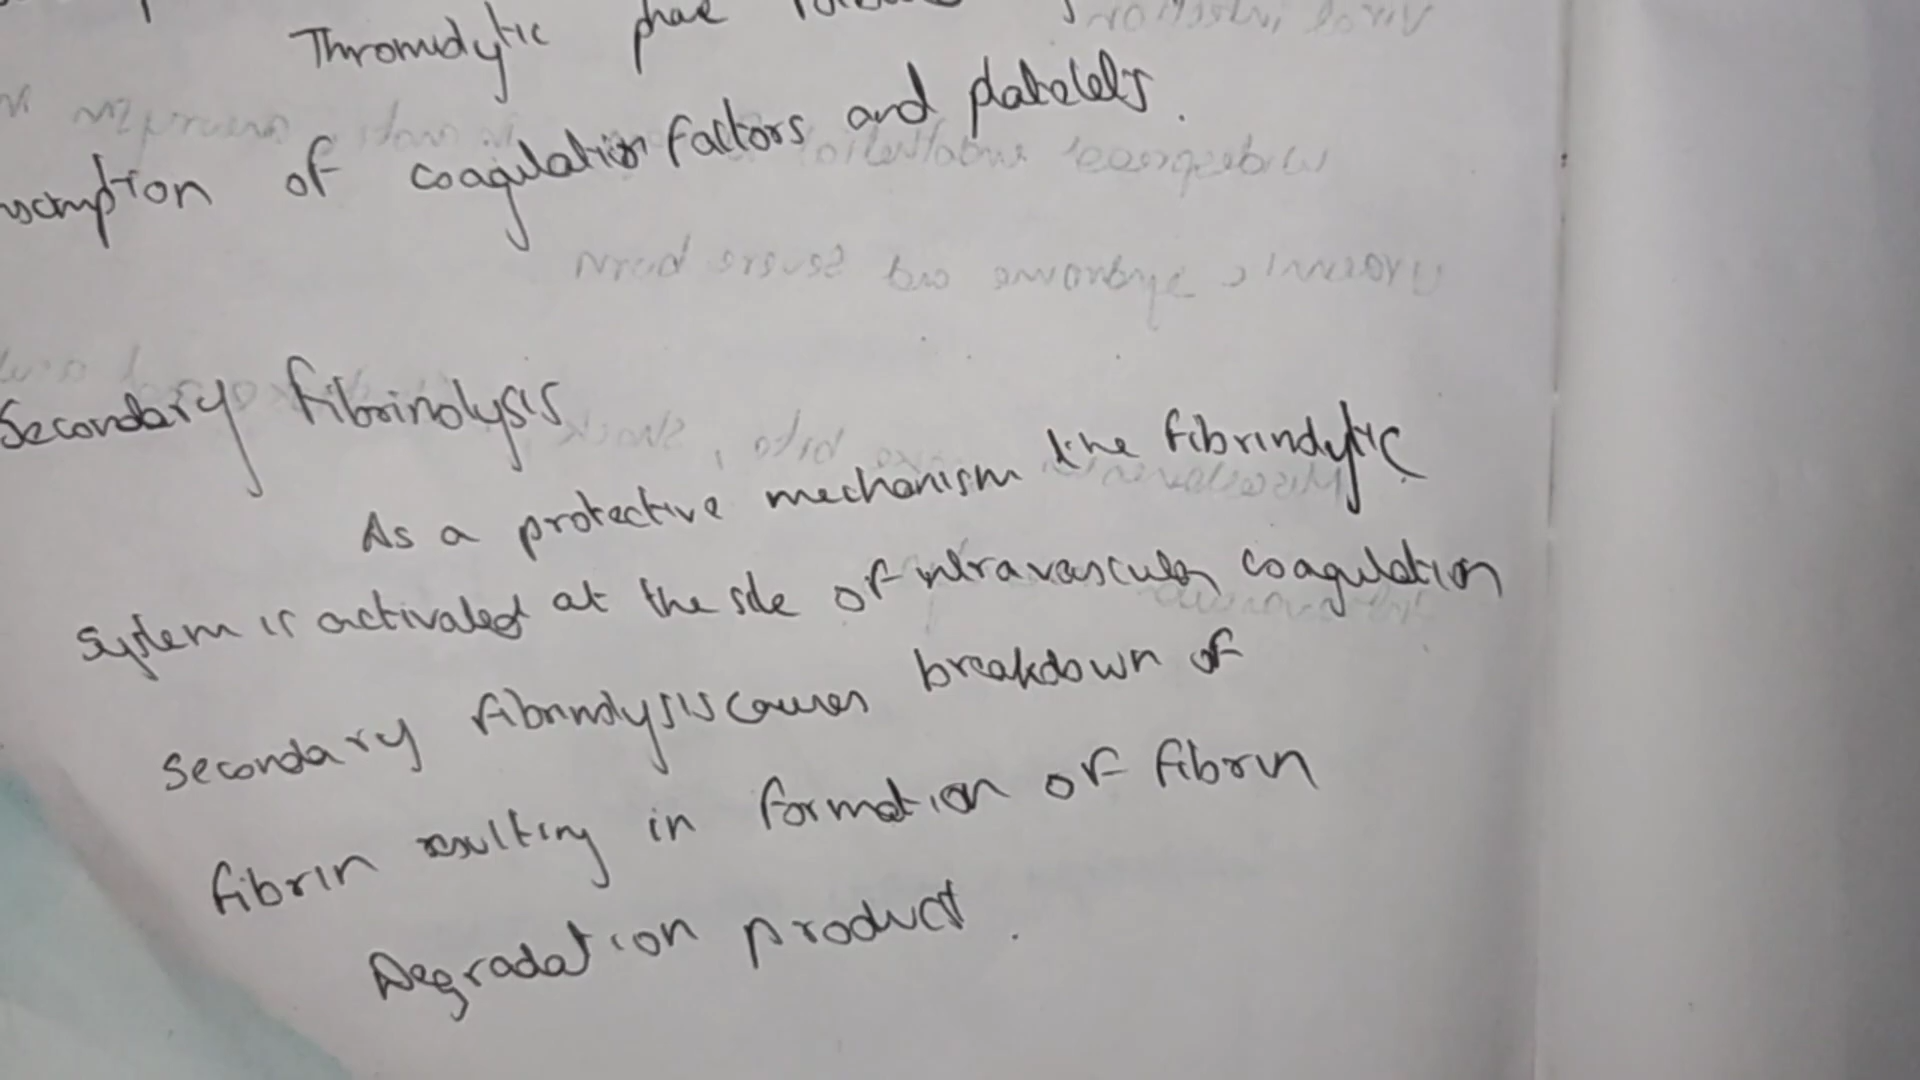 Thrombolytic phase
sumption of coagulation factors and platelets.
Secondary fibrinolysis
As a protective mechanism the fibrinolytic
system is activated at the site of intravascular coagulation
secondary fibrinolysis causes breakdown of
fibrin resulting in formation of fibrin
Degradation product.